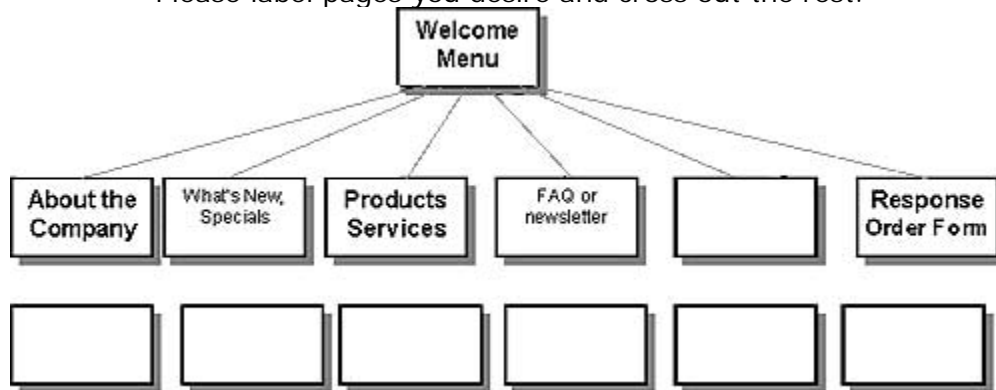 Please label pages you desire and cross out the rest.
Welcome
Menu
About the
Company
What's New,
Specials
Products
Services
FAQ or
newsletter
Response
Order Form